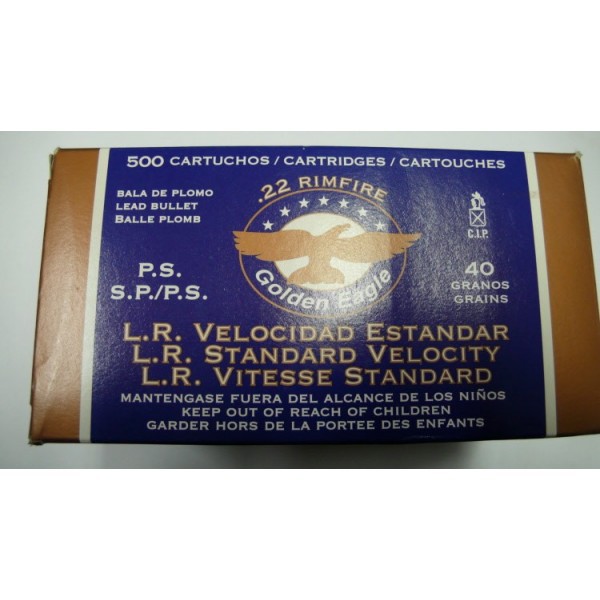 500 CARTUCHOS / CARTRIDGES / CARTOUCHES
BALA DE PLOMO
LEAD BULLET
BALLE PLOMB
.22 RIMFIRE
Golden Eagle
C.I.P.
P.S.
S.P./P.S.
40
GRANOS
GRAINS
L.R. VELOCIDAD ESTANDAR
L.R. STANDARD VELOCITY
L.R. VITESSE STANDARD
MANTENGASE FUERA DEL ALCANCE DE LOS NIÑOS
KEEP OUT OF REACH OF CHILDREN
GARDER HORS DE LA PORTEE DES ENFANTS